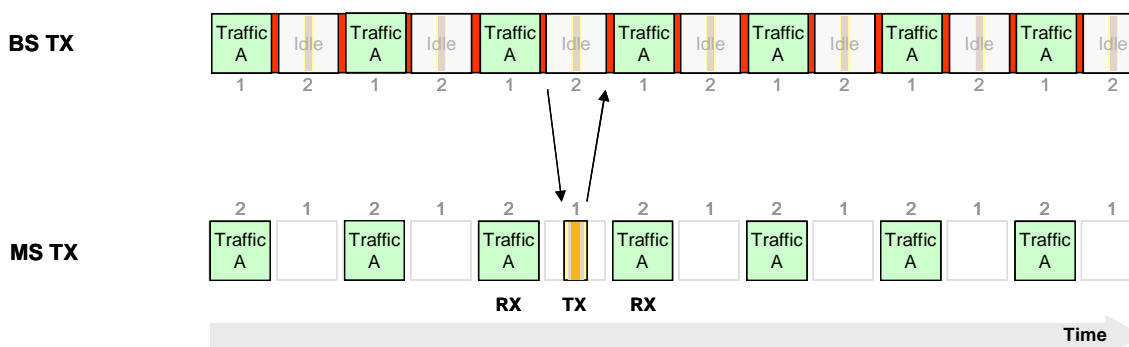 BS TX
Traffic A Idle Traffic A Idle Traffic A Idle Traffic A Idle Traffic A Idle Traffic A Idle Traffic A Idle
1 2 1 2 1 2 1 2 1 2 1 2 1 2
2 1 2 1 2 1 2 1 2 1 2 1 2 1
MS TX
Traffic A Traffic A Traffic A Traffic A Traffic A Traffic A Traffic A
RX TX RX
Time